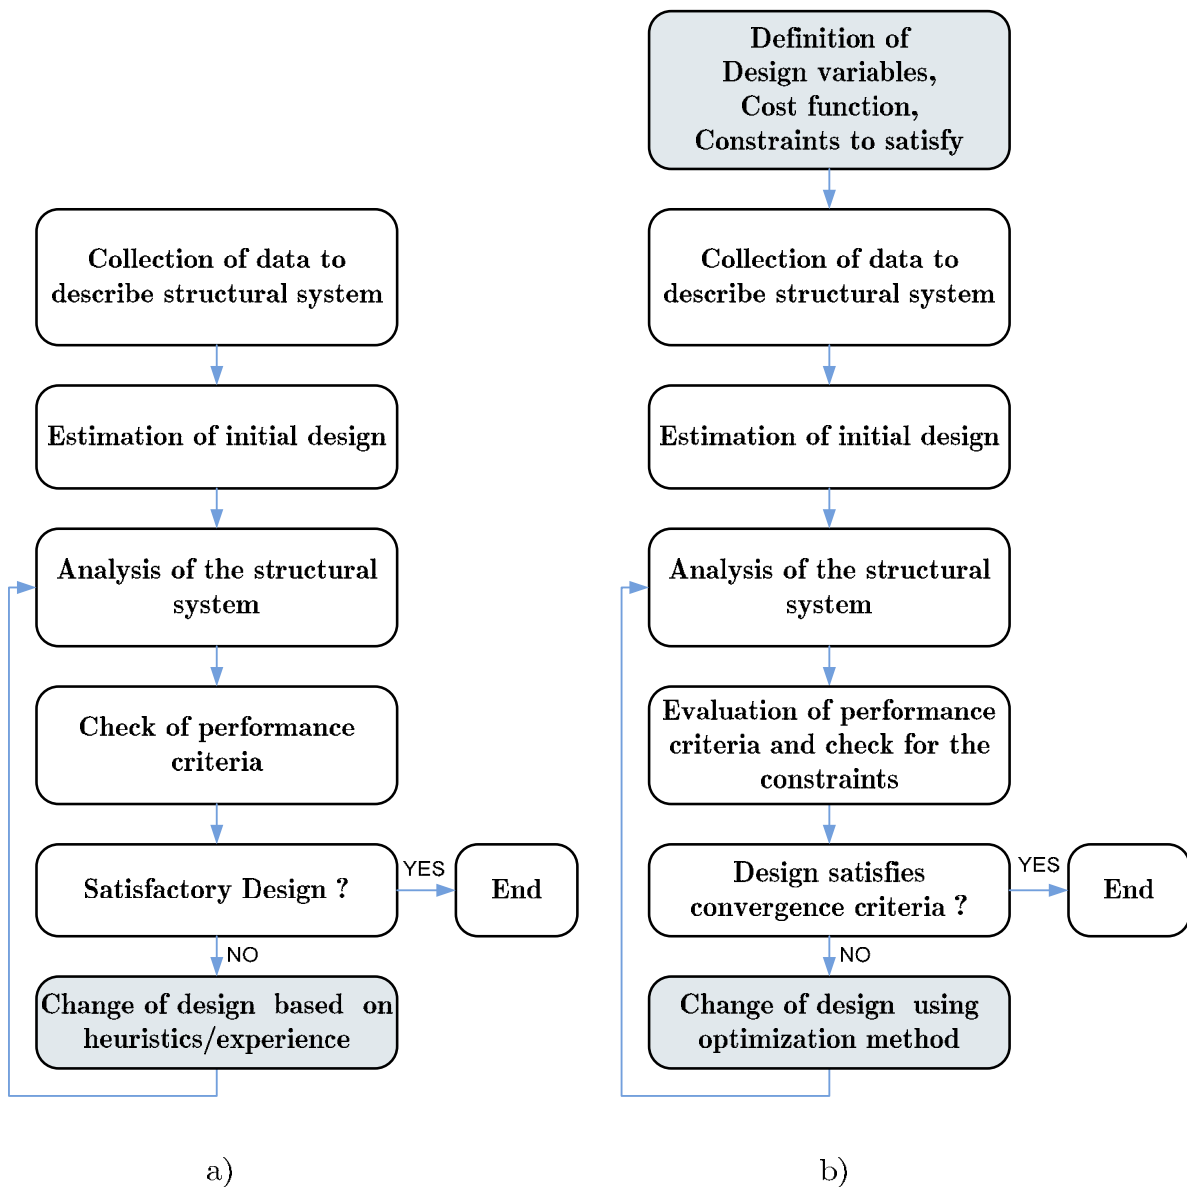 Collection of data to
describe structural system
Estimation of initial design
Analysis of the structural
system
Check of performance
criteria
Satisfactory Design ?
YES
End
NO
Change of design based on
heuristics/experience
a)
Definition of
Design variables,
Cost function,
Constraints to satisfy
Collection of data to
describe structural system
Estimation of initial design
Analysis of the structural
system
Evaluation of performance
criteria and check for the
constraints
Design satisfies
convergence criteria ?
YES
End
NO
Change of design using
optimization method
b)